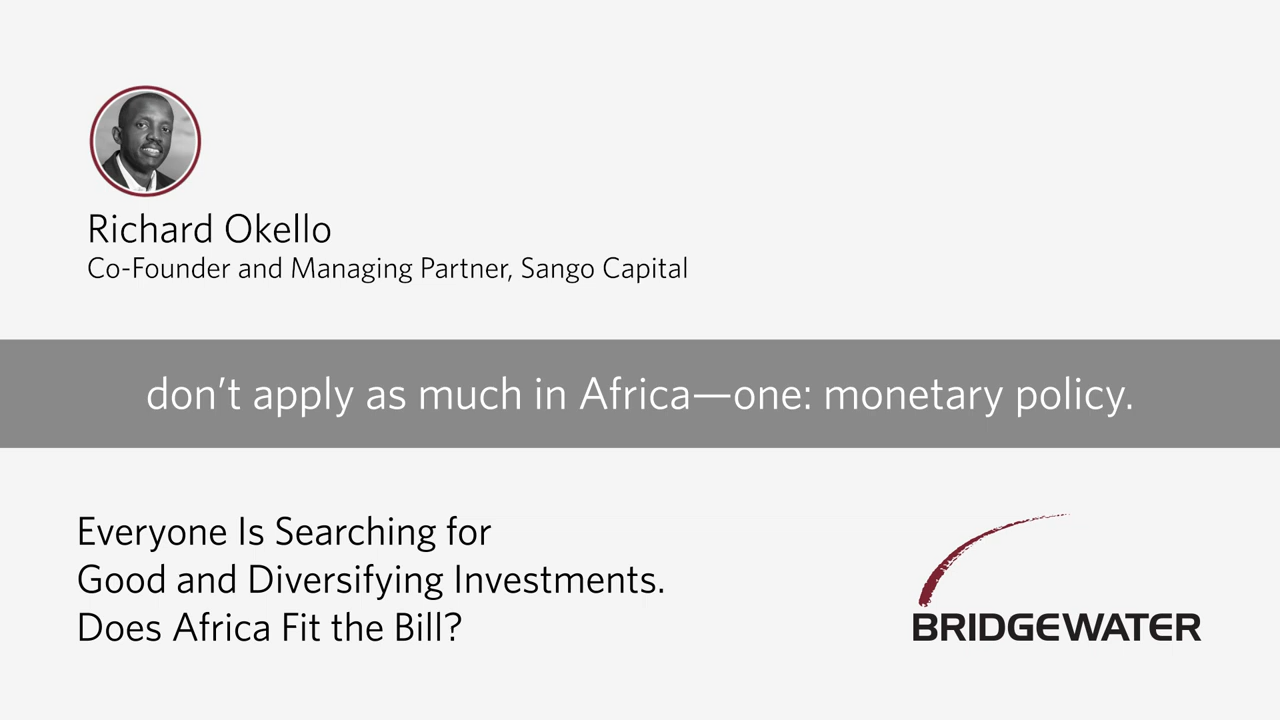 Richard Okello
Co-Founder and Managing Partner, Sango Capital
don’t apply as much in Africa—one: monetary policy.
Everyone Is Searching for
Good and Diversifying Investments.
Does Africa Fit the Bill?
BRIDGEWATER